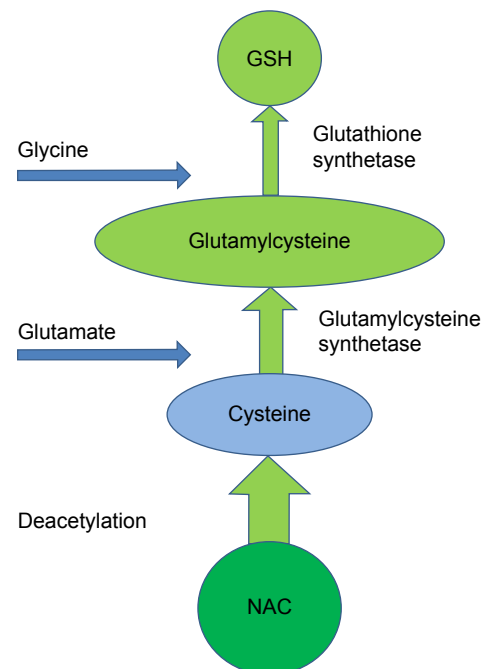 GSH
Glutathione
synthetase
Glycine
Glutamylcysteine
Glutamylcysteine
synthetase
Glutamate
Cysteine
Deacetylation
NAC